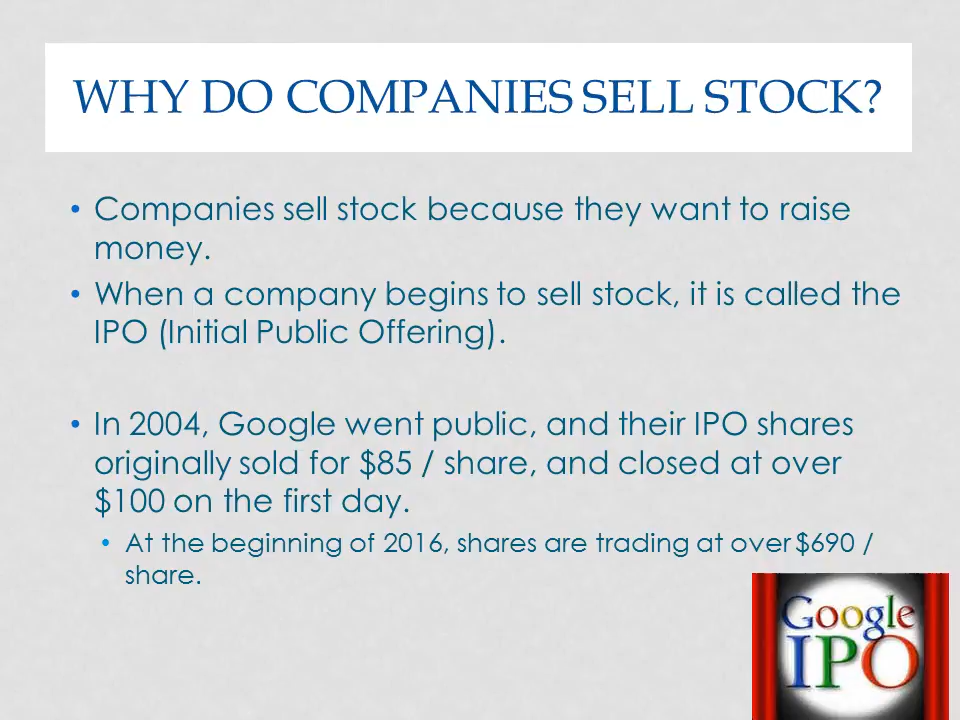 WHY DO COMPANIES SELL STOCK?
• Companies sell stock because they want to raise
money.
• When a company begins to sell stock, it is called the
IPO (Initial Public Offering).
• In 2004, Google went public, and their IPO shares
originally sold for $85 / share, and closed at over
$100 on the first day.
• At the beginning of 2016, shares are trading at over $690 /
share.
Google
IPO